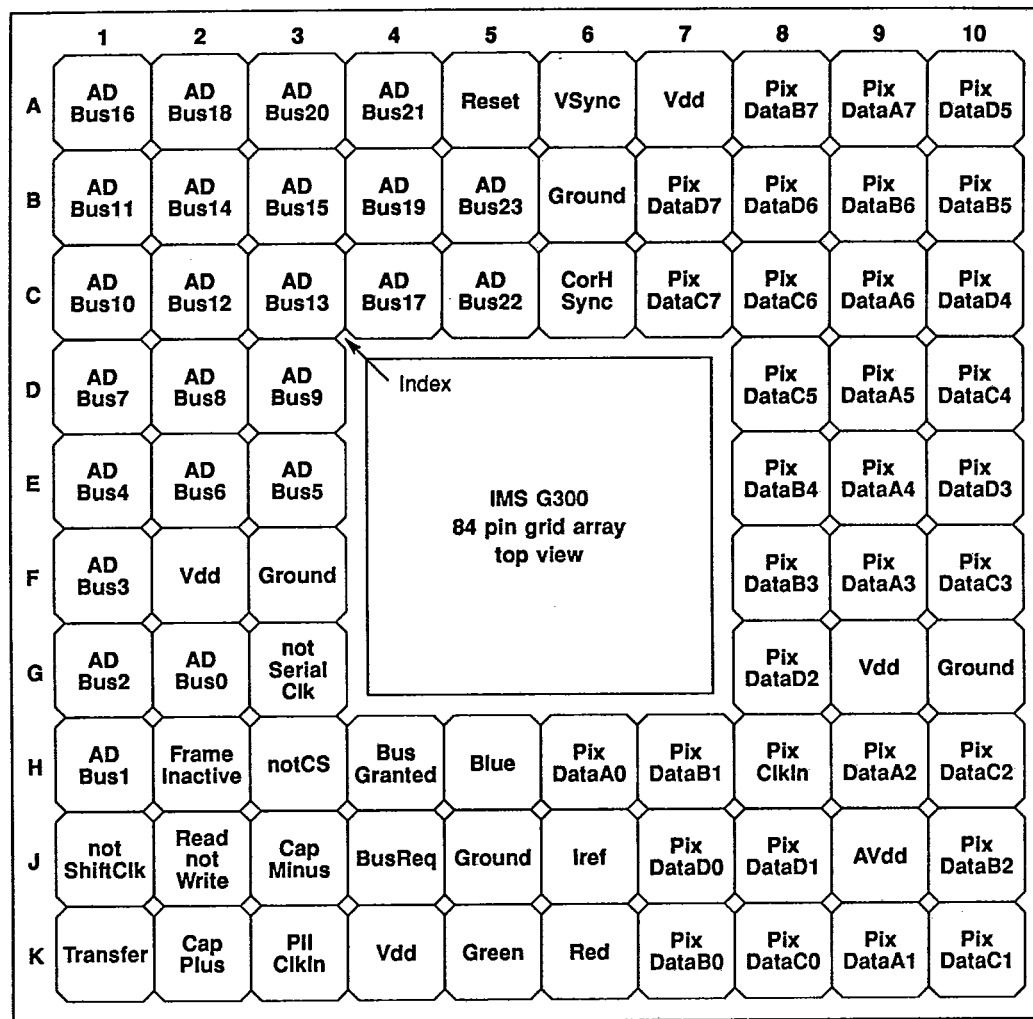 1 2 3 4 5 6 7 8 9 10
A
AD Bus16
AD Bus18
AD Bus20
AD Bus21
Reset
VSync
Vdd
Pix DataB7
Pix DataA7
Pix DataD5
B
AD Bus11
AD Bus14
AD Bus15
AD Bus19
AD Bus23
Ground
Pix DataD7
Pix DataD6
Pix DataB6
Pix DataB5
C
AD Bus10
AD Bus12
AD Bus13
AD Bus17
AD Bus22
CorH Sync
Pix DataC7
Pix DataC6
Pix DataA6
Pix DataD4
D
AD Bus7
AD Bus8
AD Bus9
Index
Pix DataC5
Pix DataA5
Pix DataC4
E
AD Bus4
AD Bus6
AD Bus5
IMS G300
84 pin grid array
top view
Pix DataB4
Pix DataA4
Pix DataD3
F
AD Bus3
Vdd
Ground
Pix DataB3
Pix DataA3
Pix DataC3
G
AD Bus2
AD Bus0
not Serial Clk
Pix DataD2
Vdd
Ground
H
AD Bus1
Frame Inactive
notCS
Bus Granted
Blue
Pix DataA0
Pix DataB1
Pix ClkIn
Pix DataA2
Pix DataC2
J
not ShiftClk
Read not Write
Cap Minus
BusReq
Ground
Iref
Pix DataD0
Pix DataD1
AVdd
Pix DataB2
K
Transfer
Cap Plus
Pll ClkIn
Vdd
Green
Red
Pix DataB0
Pix DataC0
Pix DataA1
Pix DataC1